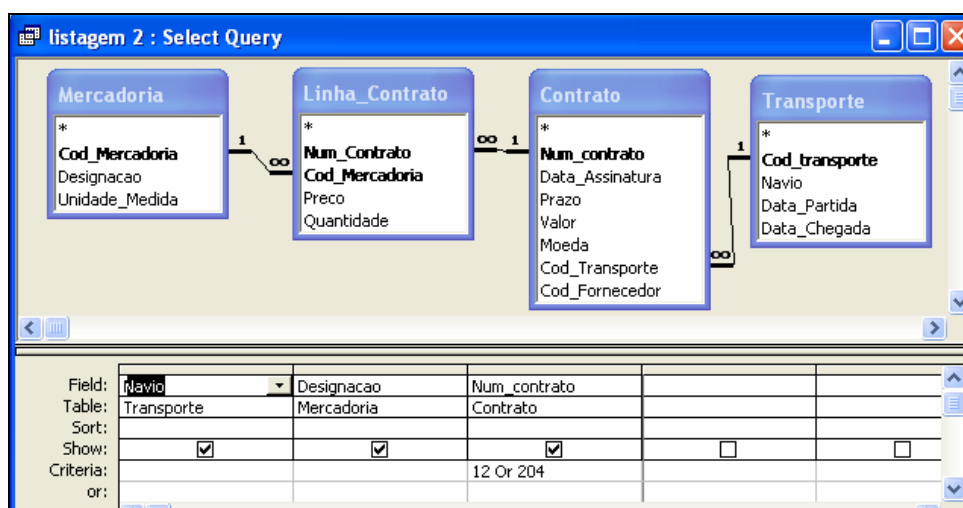 listagem 2 : Select Query
Mercadoria
*
Cod_Mercadoria
Designacao
Unidade_Medida
1
∞
Linha_Contrato
*
Num_Contrato
Cod_Mercadoria
Preco
Quantidade
∞ 1
Contrato
*
Num_contrato
Data_Assinatura
Prazo
Valor
Moeda
Cod_Transporte
Cod_Fornecedor
∞
1
Transporte
*
Cod_transporte
Navio
Data_Partida
Data_Chegada
Field: Navio Designacao Num_contrato
Table: Transporte Mercadoria Contrato
Sort:
Show:
Criteria: 12 Or 204
or: